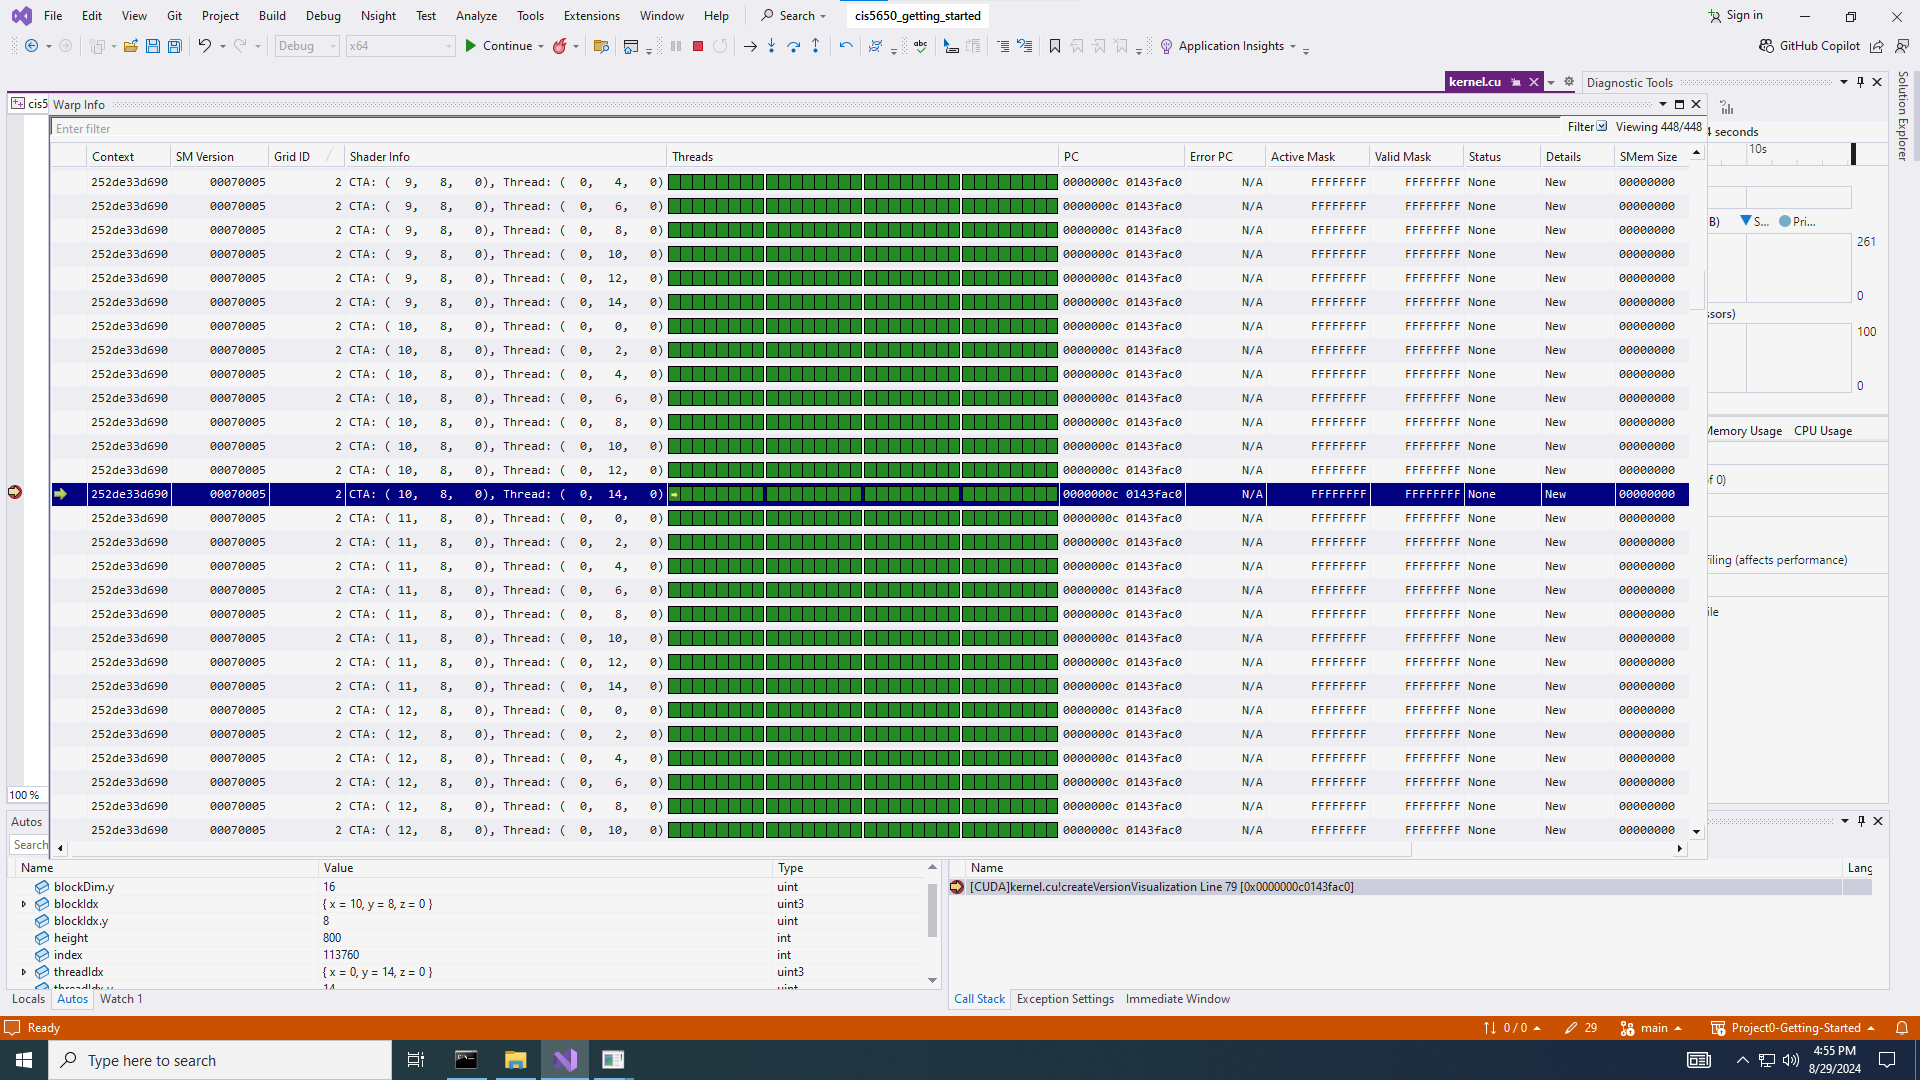 File Edit View Git Project Build Debug Nsight Test Analyze Tools Extensions Window Help Search cis5650_getting_started Sign in
Debug x64 Continue Application Insights GitHub Copilot
kernel.cu Diagnostic Tools
cis5 Warp Info
Enter filter Filter Viewing 448/448 4 seconds
Context SM Version Grid ID Shader Info Threads PC Error PC Active Mask Valid Mask Status Details SMem Size 10s
252de33d690 00070005 2 CTA: ( 9, 8, 0), Thread: ( 0, 4, 0) 0000000c 0143fac0 N/A FFFFFFFF FFFFFFFF None New 00000000
252de33d690 00070005 2 CTA: ( 9, 8, 0), Thread: ( 0, 6, 0) 0000000c 0143fac0 N/A FFFFFFFF FFFFFFFF None New 00000000
252de33d690 00070005 2 CTA: ( 9, 8, 0), Thread: ( 0, 8, 0) 0000000c 0143fac0 N/A FFFFFFFF FFFFFFFF None New 00000000
252de33d690 00070005 2 CTA: ( 9, 8, 0), Thread: ( 0, 10, 0) 0000000c 0143fac0 N/A FFFFFFFF FFFFFFFF None New 00000000
252de33d690 00070005 2 CTA: ( 9, 8, 0), Thread: ( 0, 12, 0) 0000000c 0143fac0 N/A FFFFFFFF FFFFFFFF None New 00000000
252de33d690 00070005 2 CTA: ( 9, 8, 0), Thread: ( 0, 14, 0) 0000000c 0143fac0 N/A FFFFFFFF FFFFFFFF None New 00000000
252de33d690 00070005 2 CTA: ( 10, 8, 0), Thread: ( 0, 0, 0) 0000000c 0143fac0 N/A FFFFFFFF FFFFFFFF None New 00000000
252de33d690 00070005 2 CTA: ( 10, 8, 0), Thread: ( 0, 2, 0) 0000000c 0143fac0 N/A FFFFFFFF FFFFFFFF None New 00000000
252de33d690 00070005 2 CTA: ( 10, 8, 0), Thread: ( 0, 4, 0) 0000000c 0143fac0 N/A FFFFFFFF FFFFFFFF None New 00000000
252de33d690 00070005 2 CTA: ( 10, 8, 0), Thread: ( 0, 6, 0) 0000000c 0143fac0 N/A FFFFFFFF FFFFFFFF None New 00000000
252de33d690 00070005 2 CTA: ( 10, 8, 0), Thread: ( 0, 8, 0) 0000000c 0143fac0 N/A FFFFFFFF FFFFFFFF None New 00000000
252de33d690 00070005 2 CTA: ( 10, 8, 0), Thread: ( 0, 10, 0) 0000000c 0143fac0 N/A FFFFFFFF FFFFFFFF None New 00000000
252de33d690 00070005 2 CTA: ( 10, 8, 0), Thread: ( 0, 12, 0) 0000000c 0143fac0 N/A FFFFFFFF FFFFFFFF None New 00000000
252de33d690 00070005 2 CTA: ( 10, 8, 0), Thread: ( 0, 14, 0) 0000000c 0143fac0 N/A FFFFFFFF FFFFFFFF None New 00000000
252de33d690 00070005 2 CTA: ( 11, 8, 0), Thread: ( 0, 0, 0) 0000000c 0143fac0 N/A FFFFFFFF FFFFFFFF None New 00000000
252de33d690 00070005 2 CTA: ( 11, 8, 0), Thread: ( 0, 2, 0) 0000000c 0143fac0 N/A FFFFFFFF FFFFFFFF None New 00000000
252de33d690 00070005 2 CTA: ( 11, 8, 0), Thread: ( 0, 4, 0) 0000000c 0143fac0 N/A FFFFFFFF FFFFFFFF None New 00000000
252de33d690 00070005 2 CTA: ( 11, 8, 0), Thread: ( 0, 6, 0) 0000000c 0143fac0 N/A FFFFFFFF FFFFFFFF None New 00000000
252de33d690 00070005 2 CTA: ( 11, 8, 0), Thread: ( 0, 8, 0) 0000000c 0143fac0 N/A FFFFFFFF FFFFFFFF None New 00000000
252de33d690 00070005 2 CTA: ( 11, 8, 0), Thread: ( 0, 10, 0) 0000000c 0143fac0 N/A FFFFFFFF FFFFFFFF None New 00000000
252de33d690 00070005 2 CTA: ( 11, 8, 0), Thread: ( 0, 12, 0) 0000000c 0143fac0 N/A FFFFFFFF FFFFFFFF None New 00000000
252de33d690 00070005 2 CTA: ( 11, 8, 0), Thread: ( 0, 14, 0) 0000000c 0143fac0 N/A FFFFFFFF FFFFFFFF None New 00000000
252de33d690 00070005 2 CTA: ( 12, 8, 0), Thread: ( 0, 0, 0) 0000000c 0143fac0 N/A FFFFFFFF FFFFFFFF None New 00000000
252de33d690 00070005 2 CTA: ( 12, 8, 0), Thread: ( 0, 2, 0) 0000000c 0143fac0 N/A FFFFFFFF FFFFFFFF None New 00000000
252de33d690 00070005 2 CTA: ( 12, 8, 0), Thread: ( 0, 4, 0) 0000000c 0143fac0 N/A FFFFFFFF FFFFFFFF None New 00000000
252de33d690 00070005 2 CTA: ( 12, 8, 0), Thread: ( 0, 6, 0) 0000000c 0143fac0 N/A FFFFFFFF FFFFFFFF None New 00000000
252de33d690 00070005 2 CTA: ( 12, 8, 0), Thread: ( 0, 8, 0) 0000000c 0143fac0 N/A FFFFFFFF FFFFFFFF None New 00000000
252de33d690 00070005 2 CTA: ( 12, 8, 0), Thread: ( 0, 10, 0) 0000000c 0143fac0 N/A FFFFFFFF FFFFFFFF None New 00000000
B) S... Pri...
261
0
ssors)
100
0
Memory Usage CPU Usage
of 0)
filing (affects performance)
ile
Solution Explorer
100 %
Autos
Search
Name Value Type
blockDim.y 16 uint
blockIdx { x = 10, y = 8, z = 0 } uint3
blockIdx.y 8 uint
height 800 int
index 113760 int
threadIdx { x = 0, y = 14, z = 0 } uint3
threadIdx.y 14 uint
Locals Autos Watch 1
Name Lang
[CUDA]kernel.cu!createVersionVisualization Line 79 [0x0000000c0143fac0]
Call Stack Exception Settings Immediate Window
Ready 0 / 0 29 main Project0-Getting-Started
Type here to search 4:55 PM
8/29/2024